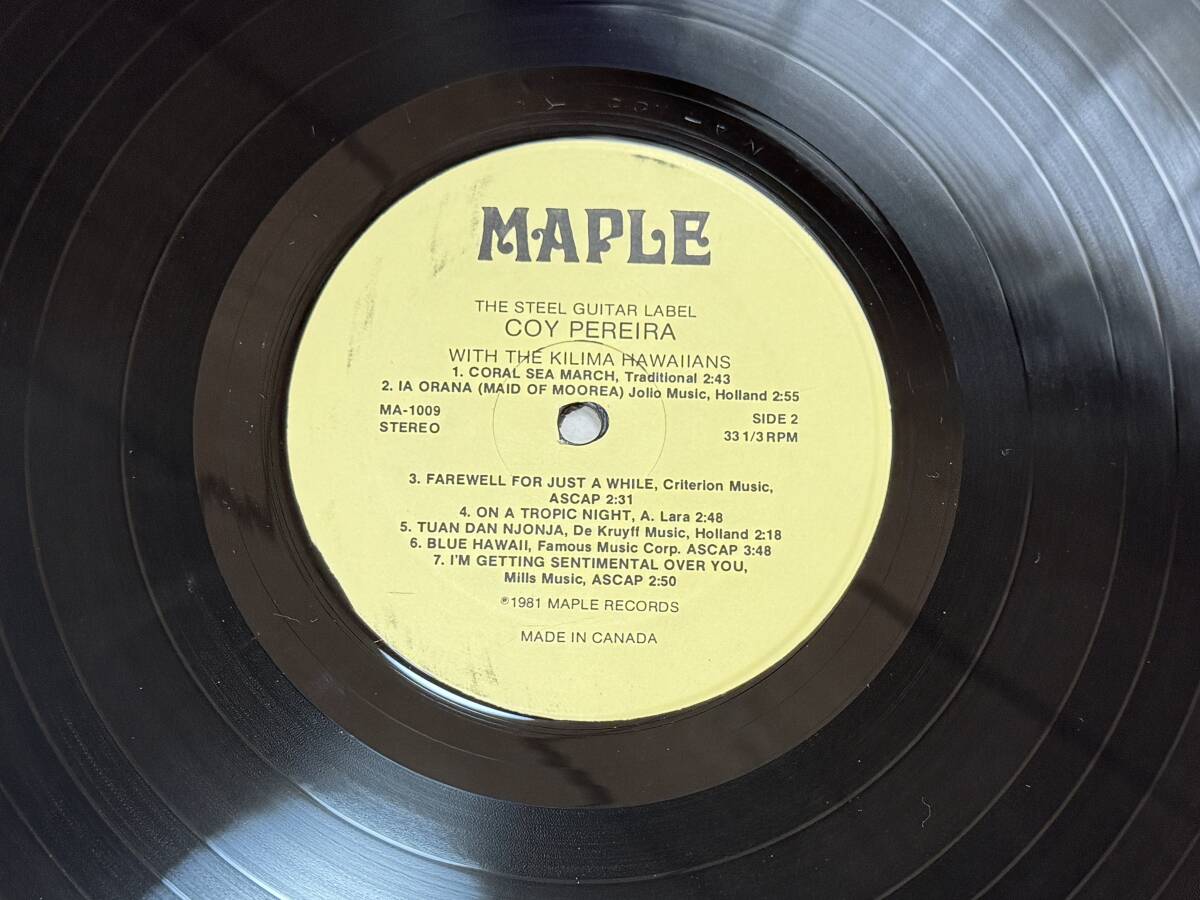 MAPLE
THE STEEL GUITAR LABEL
COY PEREIRA
WITH THE KILIMA HAWAIIANS
1. CORAL SEA MARCH, Traditional 2:43
2. IA ORANA (MAID OF MOOREA) Jolio Music, Holland 2:55
MA-1009
STEREO
SIDE 2
33 1/3 RPM
3. FAREWELL FOR JUST A WHILE, Criterion Music,
ASCAP 2:31
4. ON A TROPIC NIGHT, A. Lara 2:48
5. TUAN DAN NJONJA, De Kruyff Music, Holland 2:18
6. BLUE HAWAII, Famous Music Corp. ASCAP 3:48
7. I'M GETTING SENTIMENTAL OVER YOU,
Mills Music, ASCAP 2:50
℗1981 MAPLE RECORDS
MADE IN CANADA